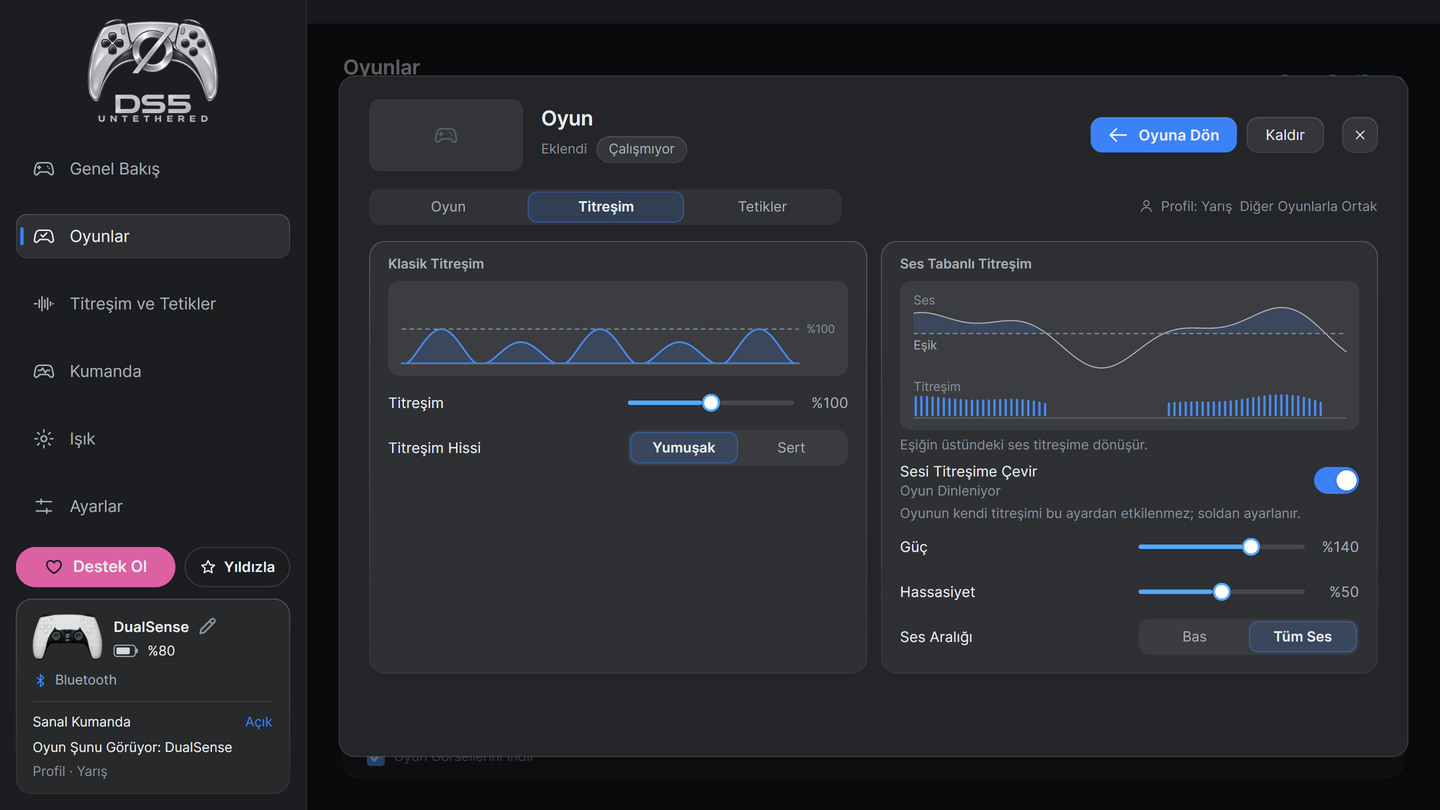 DS5
UNTETHERED
Genel Bakış
Oyunlar
Titreşim ve Tetikler
Kumanda
Işık
Ayarlar
Destek Ol
Yıldızla
DualSense
%80
Bluetooth
Sanal Kumanda Açık
Oyun Şunu Görüyor: DualSense
Profil · Yarış
Oyunlar
Oyun
Eklendi Çalışmıyor
Oyuna Dön Kaldır
Oyun Titreşim Tetikler
Profil: Yarış Diğer Oyunlarla Ortak
Klasik Titreşim
%100
Titreşim %100
Titreşim Hissi Yumuşak Sert
Ses Tabanlı Titreşim
Ses
Eşik
Titreşim
Eşiğin üstündeki ses titreşime dönüşür.
Sesi Titreşime Çevir
Oyun Dinleniyor
Oyunun kendi titreşimi bu ayardan etkilenmez; soldan ayarlanır.
Güç %140
Hassasiyet %50
Ses Aralığı Bas Tüm Ses
Oyun Görsellerini İndir